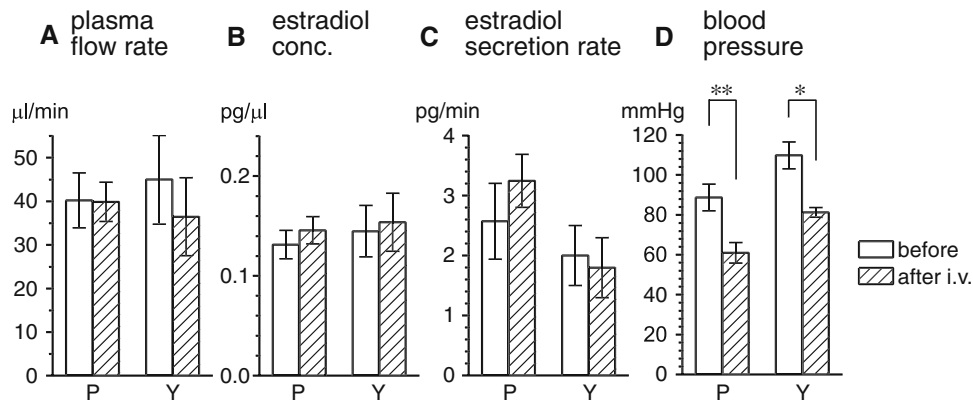 A plasma flow rate
B estradiol conc.
C estradiol secretion rate
D blood pressure
μl/min
50
40
30
20
10
0
P Y
pg/μl
0.2
0.1
0.0
P Y
pg/min
4
3
2
1
0
P Y
mmHg
120
100
80
60
40
20
0
** *
P Y
before
after i.v.